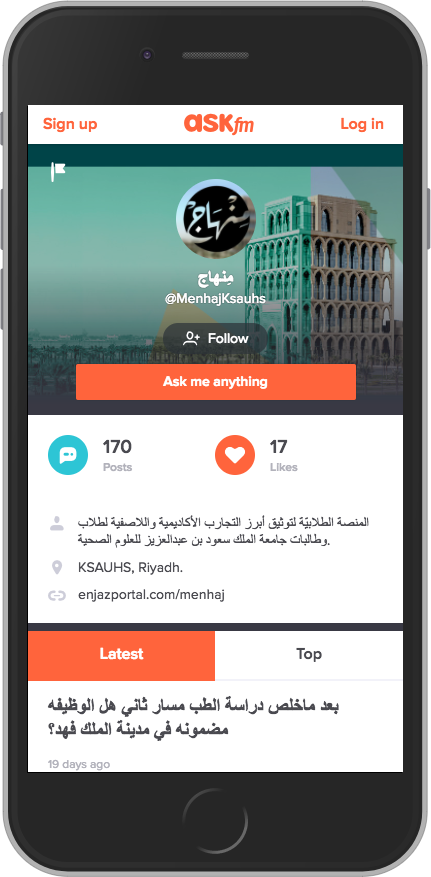 Sign up
askfm
Log in
مِنْهاج
مِنْهاج
@MenhajKsauhs
Follow
Ask me anything
170
Posts
17
Likes
المنصة الطلابيّة لتوثيق أبرز التجارب الأكاديمية واللاصفية لطلاب
وطالبات جامعة الملك سعود بن عبدالعزيز للعلوم الصحية.
KSAUHS, Riyadh.
enjazportal.com/menhaj
Latest
Top
بعد ماخلص دراسة الطب مسار ثاني هل الوظيفه
مضمونه في مدينة الملك فهد؟
19 days ago